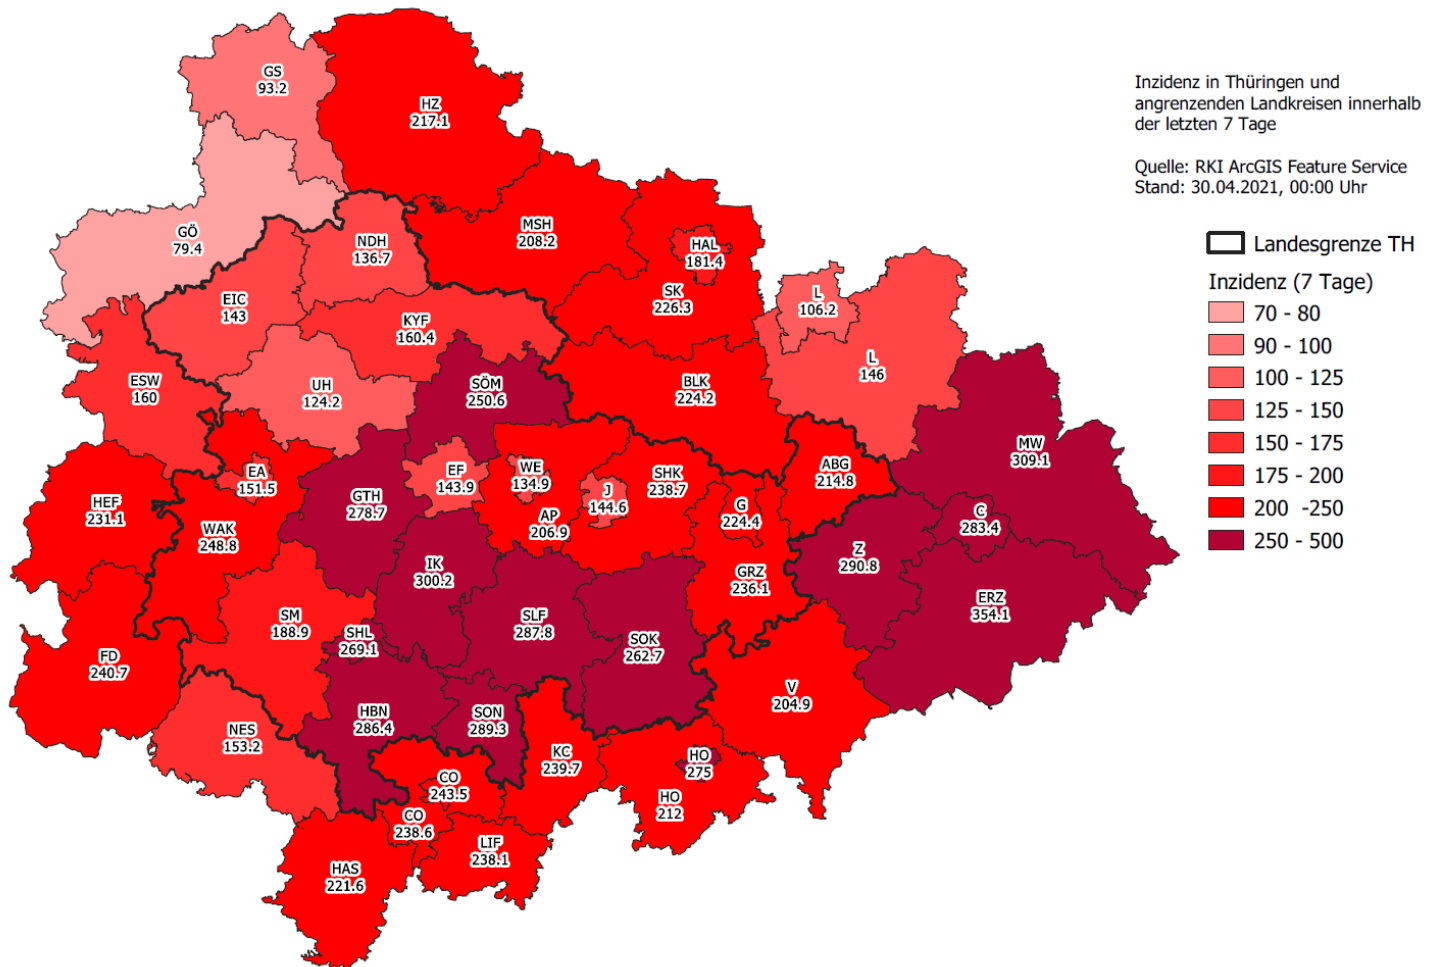 Inzidenz in Thüringen und
angrenzenden Landkreisen innerhalb
der letzten 7 Tage
Quelle: RKI ArcGIS Feature Service
Stand: 30.04.2021, 00:00 Uhr
Landesgrenze TH
Inzidenz (7 Tage)
70 - 80
90 - 100
100 - 125
125 - 150
150 - 175
175 - 200
200 -250
250 - 500
GS
93.2
HZ
217.1
GÖ
79.4
NDH
136.7
MSH
208.2
HAL
181.4
EIC
143
SK
226.3
L
106.2
KYF
160.4
L
146
ESW
160
UH
124.2
SÖM
250.6
BLK
224.2
MW
309.1
EA
151.5
EF
143.9
WE
134.9
SHK
238.7
ABG
214.8
HEF
231.1
GTH
278.7
J
144.6
G
224.4
C
283.4
WAK
248.8
AP
206.9
Z
290.8
IK
300.2
GRZ
236.1
ERZ
354.1
SM
188.9
SHL
269.1
SLF
287.8
SOK
262.7
FD
240.7
V
204.9
HBN
286.4
SON
289.3
NES
153.2
KC
239.7
HO
275
CO
243.5
HO
212
CO
238.6
LIF
238.1
HAS
221.6